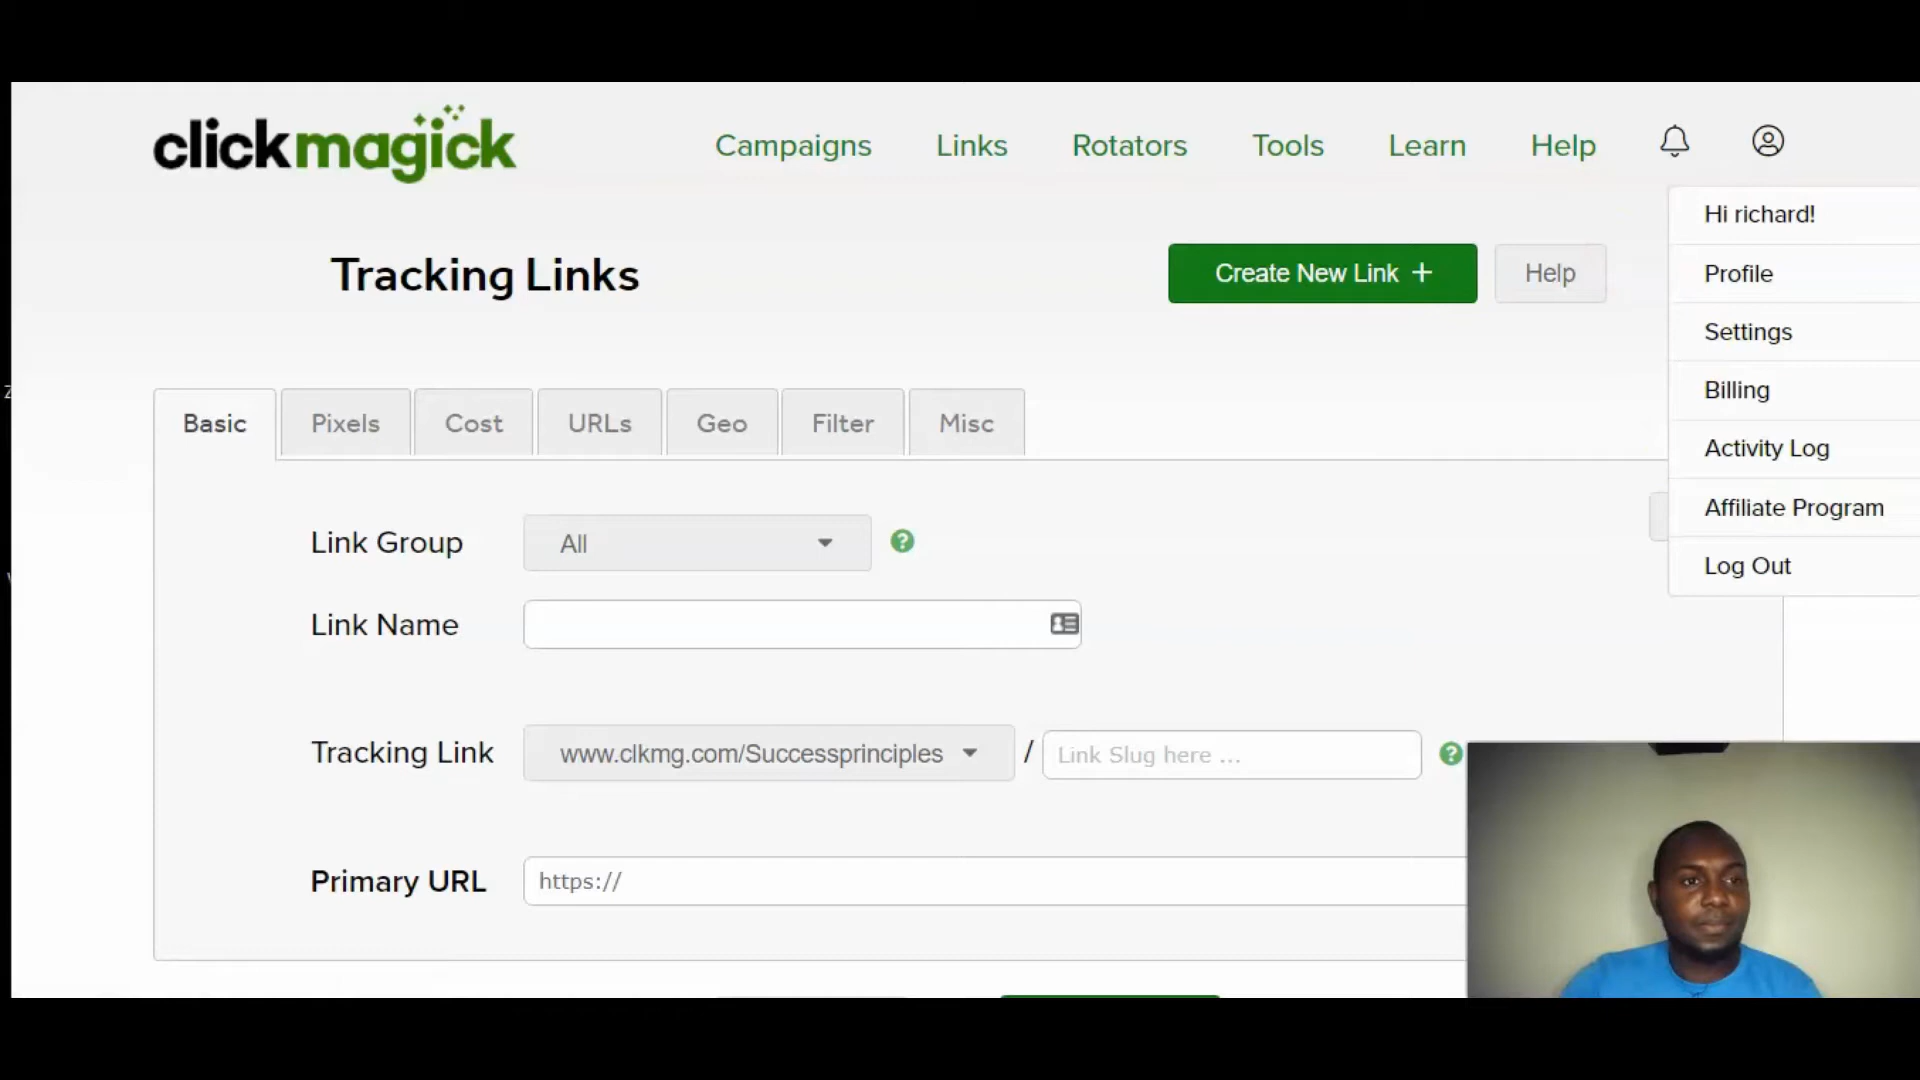 clickmagick
Campaigns Links Rotators Tools Learn Help
Hi richard!
Profile
Settings
Billing
Activity Log
Affiliate Program
Log Out
Tracking Links
Create New Link +
Help
Basic Pixels Cost URLs Geo Filter Misc
Link Group All ?
Link Name
Tracking Link www.clkmg.com/Successprinciples / Link Slug here ... ?
Primary URL https://